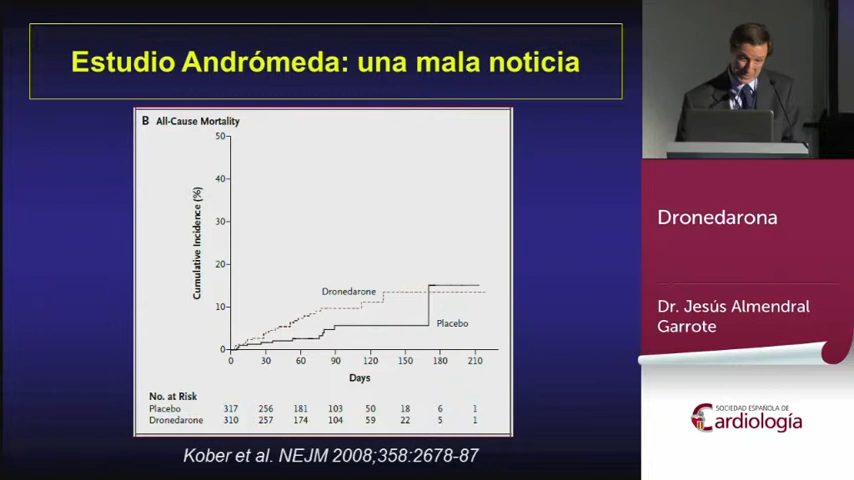 Estudio Andrómeda: una mala noticia
B All-Cause Mortality
Cumulative Incidence (%)
50
40
30
20
10
0
Dronedarone
Placebo
0 30 60 90 120 150 180 210
Days
No. at Risk
Placebo 317 256 181 103 50 18 6 1
Dronedarone 310 257 174 104 59 22 5 1
Kober et al. NEJM 2008;358:2678-87
Dronedarona
Dr. Jesús Almendral
Garrote
SOCIEDAD ESPAÑOLA DE
Cardiología